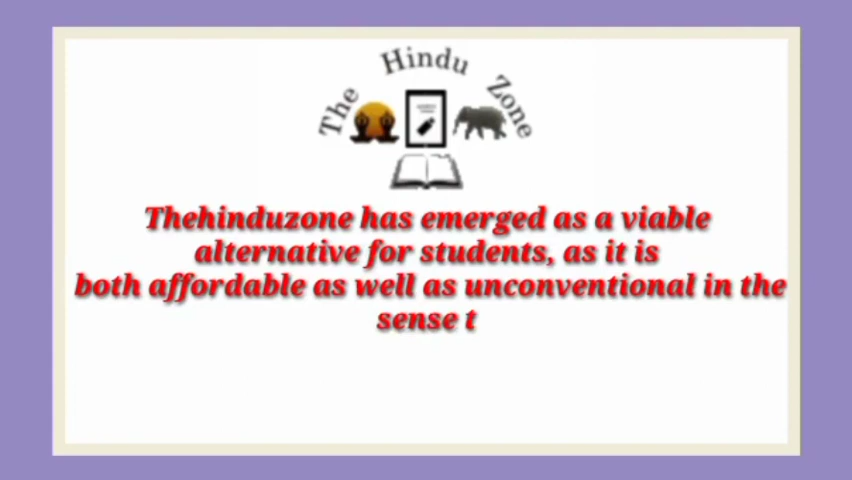 The Hindu Zone
Thehinduzone has emerged as a viable
alternative for students, as it is
both affordable as well as unconventional in the
sense t